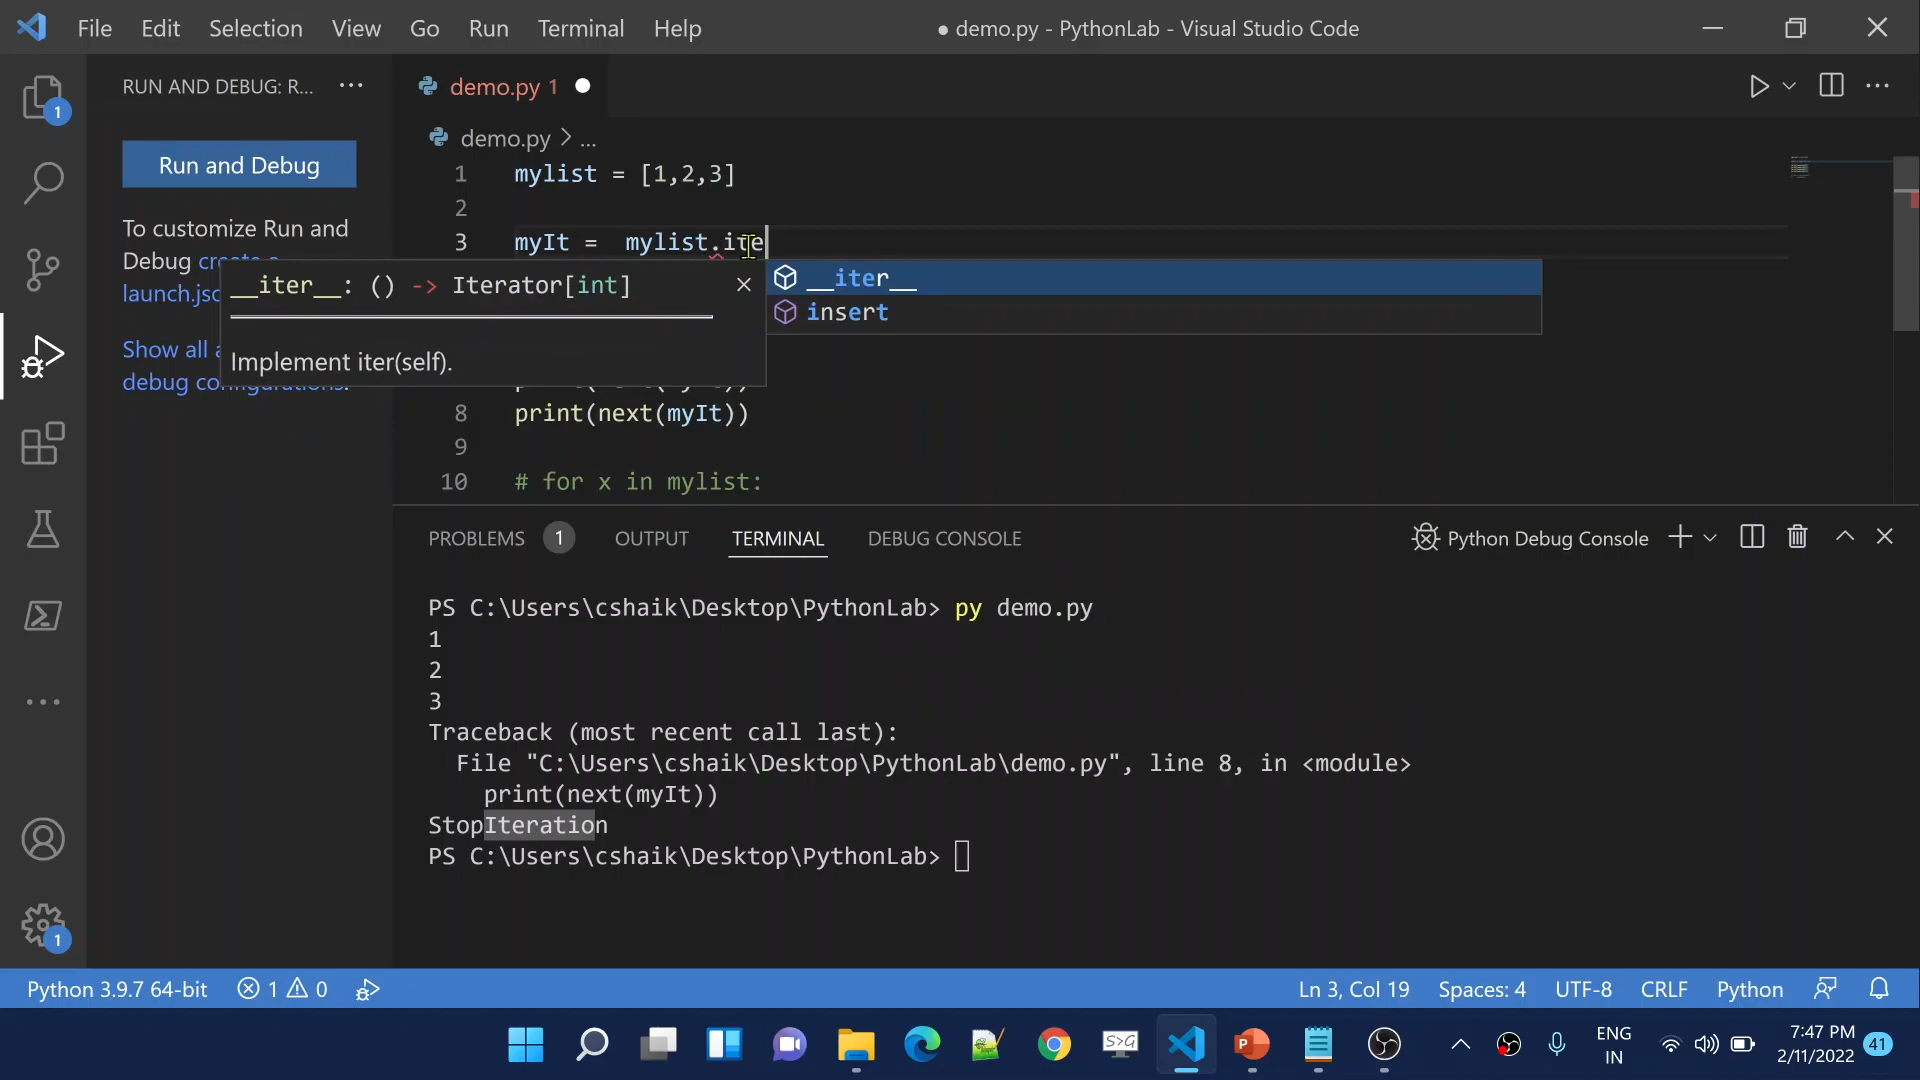 File Edit Selection View Go Run Terminal Help ● demo.py - PythonLab - Visual Studio Code
RUN AND DEBUG: R... ...
demo.py 1
1
demo.py > ...
Run and Debug
1 mylist = [1,2,3]
2
To customize Run and
3 myIt =  mylist.ite
Debug create a
launch.jso
__iter__: () -> Iterator[int]
__iter__
insert
Show all a
Implement iter(self).
debug configurations.
8 print(next(myIt))
9
10 # for x in mylist:
PROBLEMS 1 OUTPUT TERMINAL DEBUG CONSOLE Python Debug Console
PS C:\Users\cshaik\Desktop\PythonLab> py demo.py
1
2
3
Traceback (most recent call last):
  File "C:\Users\cshaik\Desktop\PythonLab\demo.py", line 8, in <module>
    print(next(myIt))
StopIteration
PS C:\Users\cshaik\Desktop\PythonLab>
1
Python 3.9.7 64-bit 1 0 Ln 3, Col 19 Spaces: 4 UTF-8 CRLF Python
S>G P ENG
IN 7:47 PM
2/11/2022 41